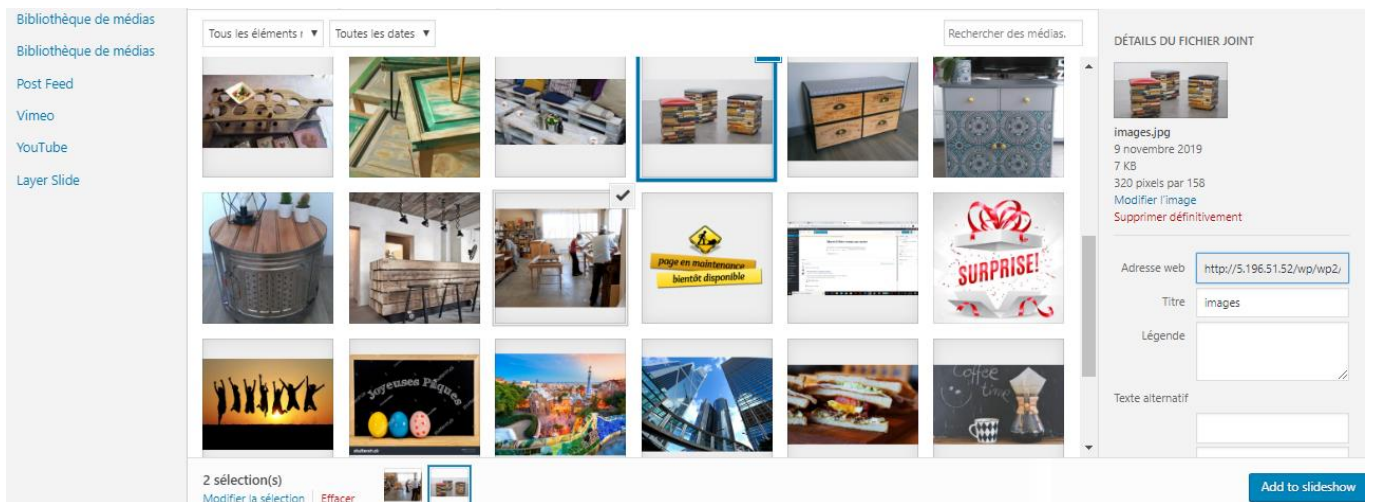 Bibliothèque de médias
Bibliothèque de médias
Post Feed
Vimeo
YouTube
Layer Slide
Tous les éléments
Toutes les dates ▼
Rechercher des médias.
page en maintenance
bientôt disponible
SURPRISE!
Joyeuses Pâques
Coffee
time
2 sélection(s)
Modifier la sélection
Effacer
DÉTAILS DU FICHIER JOINT
images.jpg
9 novembre 2019
7 KB
320 pixels par 158
Modifier l'image
Supprimer définitivement
Adresse web
http://5.196.51.52/wp/wp2/
Titre
images
Légende
Texte alternatif
Add to slideshow